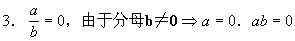 3. a/b = 0, 由于分母b≠0 ⇒ a = 0. ab = 0